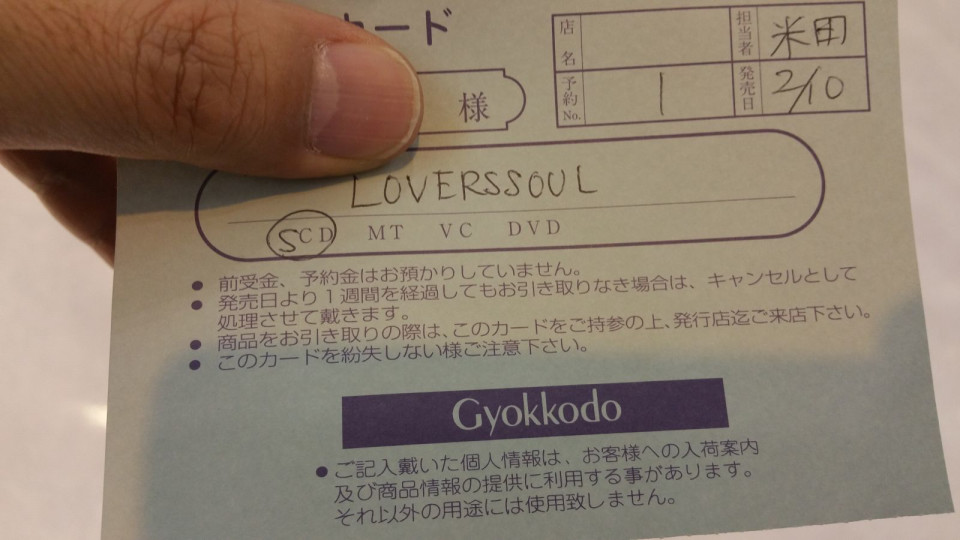 カード
店名
担当者 米田
様
予約No. 1
発売日 2/10
LOVERSSOUL
SCD MT VC DVD
● 前受金、予約金はお預かりしていません。
● 発売日より1週間を経過してもお引き取りなき場合は、キャンセルとして
処理させて戴きます。
● 商品をお引き取りの際は、このカードをご持参の上、発行店迄ご来店下さい。
● このカードを紛失しない様ご注意下さい。
Gyokkodo
● ご記入戴いた個人情報は、お客様への入荷案内
及び商品情報の提供に利用する事があります。
それ以外の用途には使用致しません。